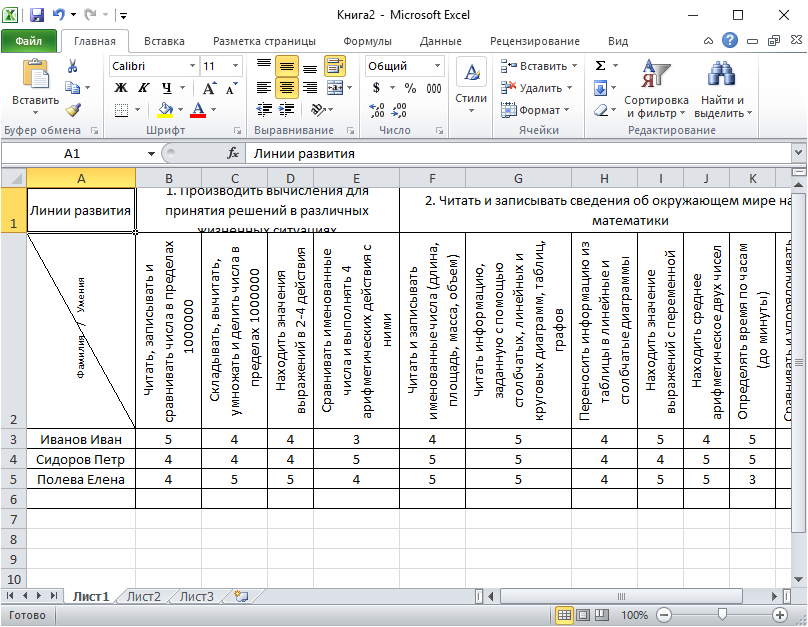 Книга2 - Microsoft Excel
Файл Главная Вставка Разметка страницы Формулы Данные Рецензирование Вид
Вставить
Calibri 11
Ж К Ч А А
А
Общий
$ % 000
Стили
Вставить
Удалить
Формат
Σ
Сортировка и фильтр
Найти и выделить
Буфер обмена Шрифт Выравнивание Число Ячейки Редактирование
A1 fx Линии развития
A B C D E F G H I J K
1 Линии развития
1. Производить вычисления для
принятия решений в различных
жизненных ситуациях
2. Читать и записывать сведения об окружающем мире на
математики
2
Фамилия / Умения
Читать, записывать и
сравнивать числа в пределах
1000000
Складывать, вычитать,
умножать и делить числа в
пределах 1000000
Находить значения
выражений в 2-4 действия
Сравнивать именованные
числа и выполнять 4
арифметических действия с
ними
Читать и записывать
именованные числа (длина,
площадь, масса, объем)
Читать информацию,
заданную с помощью
столбчатых, линейных и
круговых диаграмм, таблиц,
графов
Переносить информацию из
таблицы в линейные и
столбчатые диаграммы
Находить значение
выражений с переменной
Находить среднее
арифметическое двух чисел
Определять время по часам
(до минуты)
Сравнивать и упорядочивать
3 Иванов Иван 5 4 4 3 4 5 4 5 4 5
4 Сидоров Петр 4 4 4 5 5 5 4 4 5 5
5 Полева Елена 4 5 5 4 5 5 4 5 5 3
6
7
8
9
10
Лист1 Лист2 Лист3
Готово 100%